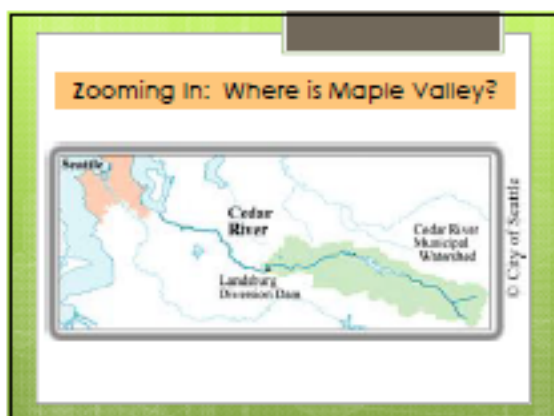 Zooming In: Where is Maple Valley?
Seattle
Cedar
River
Cedar River
Municipal
Watershed
Landsburg
Diversion Dam
© City of Seattle